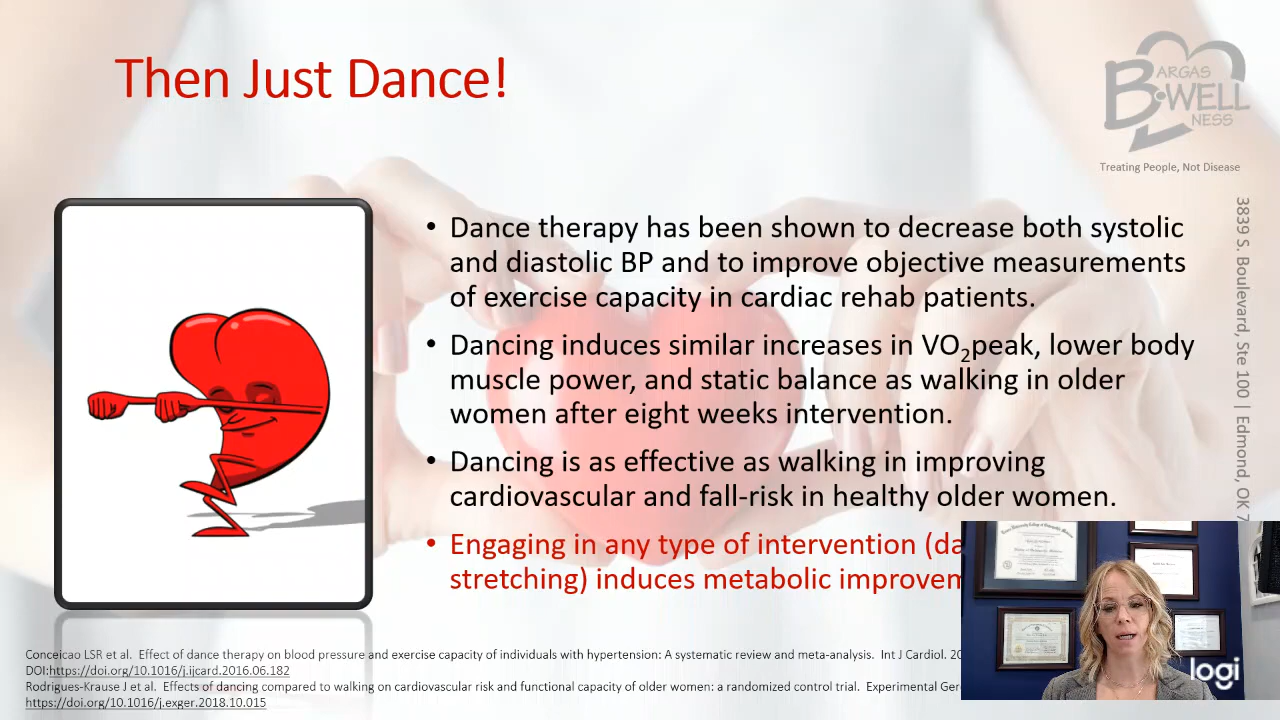 Then Just Dance!
BARGAS
B·WELL
NESS
Treating People, Not Disease
3839 S. Boulevard, Ste 100 | Edmond, OK
• Dance therapy has been shown to decrease both systolic
and diastolic BP and to improve objective measurements
of exercise capacity in cardiac rehab patients.
• Dancing induces similar increases in VO2peak, lower body
muscle power, and static balance as walking in older
women after eight weeks intervention.
• Dancing is as effective as walking in improving
cardiovascular and fall-risk in healthy older women.
• Engaging in any type of intervention (da
stretching) induces metabolic improvem
Conceicao LSR et al. Effect of dance therapy on blood pressure and exercise capacity of individuals with hypertension: A systematic review and meta-analysis. Int J Cardiol. 20
DOI:https://doi.org/10.1016/j.ijcard.2016.06.182
Rodrigues-Krause J et al. Effects of dancing compared to walking on cardiovascular risk and functional capacity of older women: a randomized control trial. Experimental Ger
https://doi.org/10.1016/j.exger.2018.10.015
logi